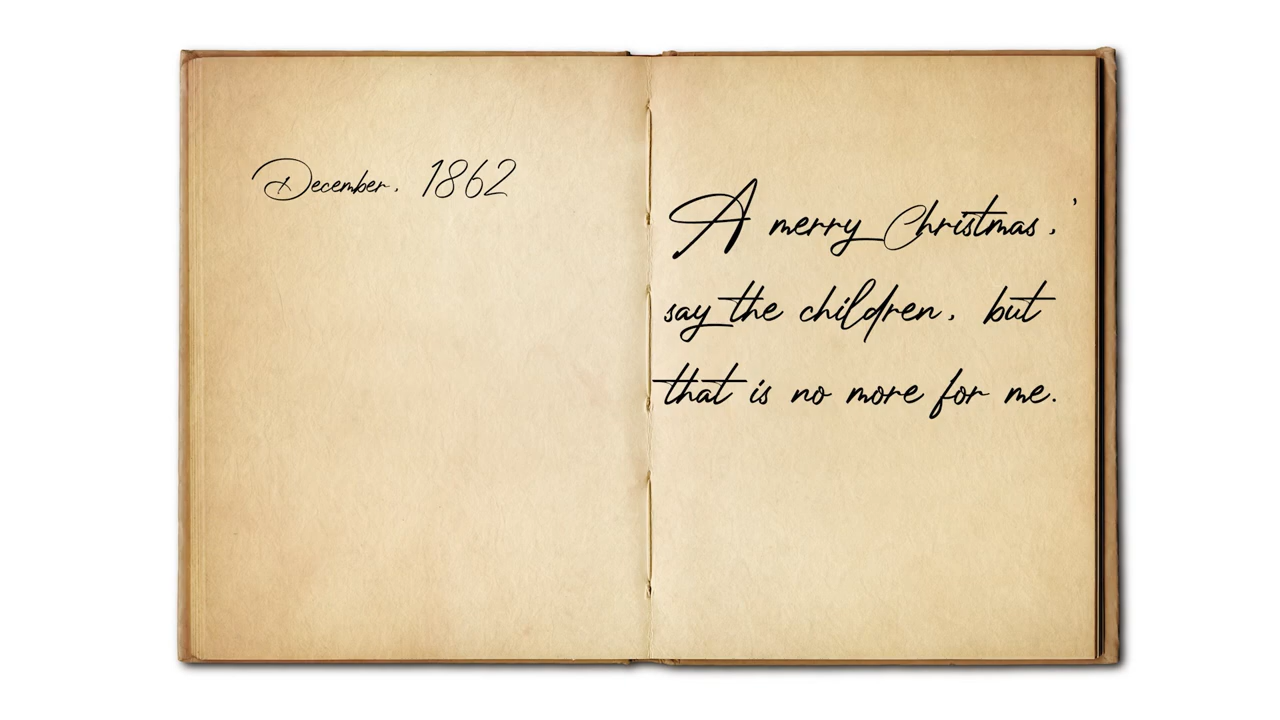 December, 1862
A merry Christmas,'
say the children, but
that is no more for me.